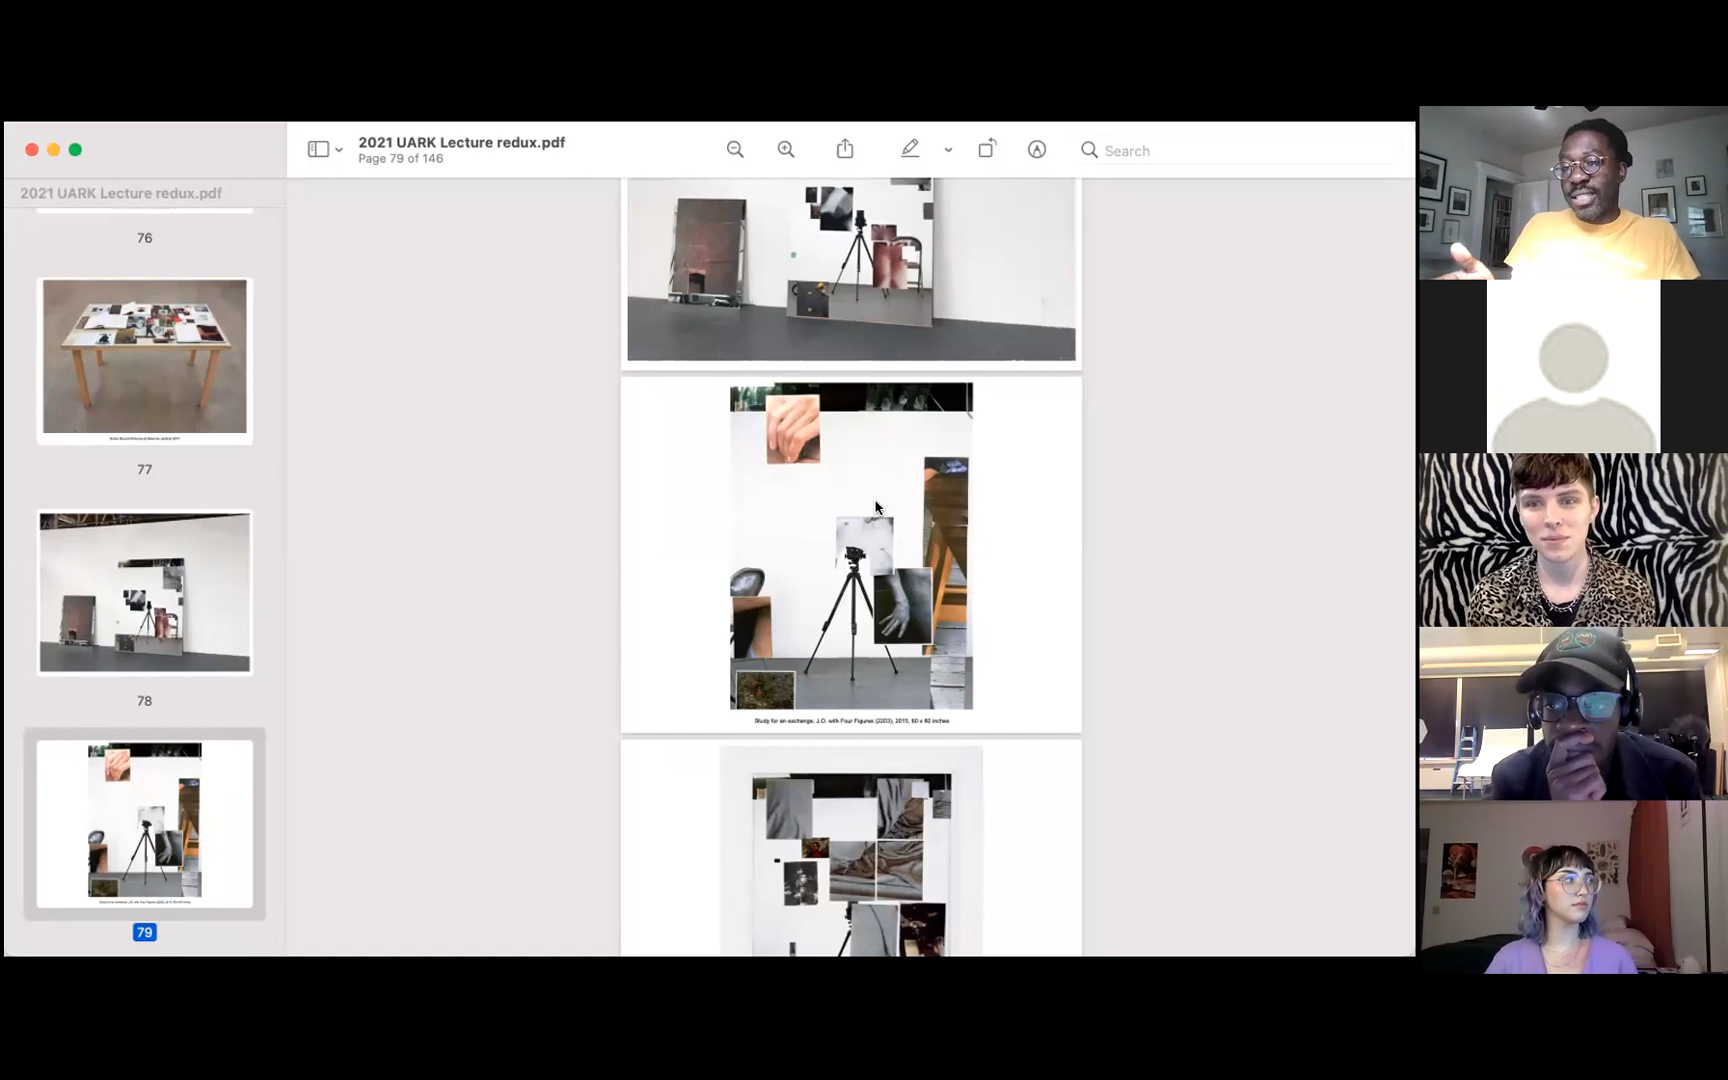 2021 UARK Lecture redux.pdf
Page 79 of 146
Search
2021 UARK Lecture redux.pdf
76
77
78
79
Study for an exchange, J.O. with Four Figures (2203), 2015, 60 x 80 inches